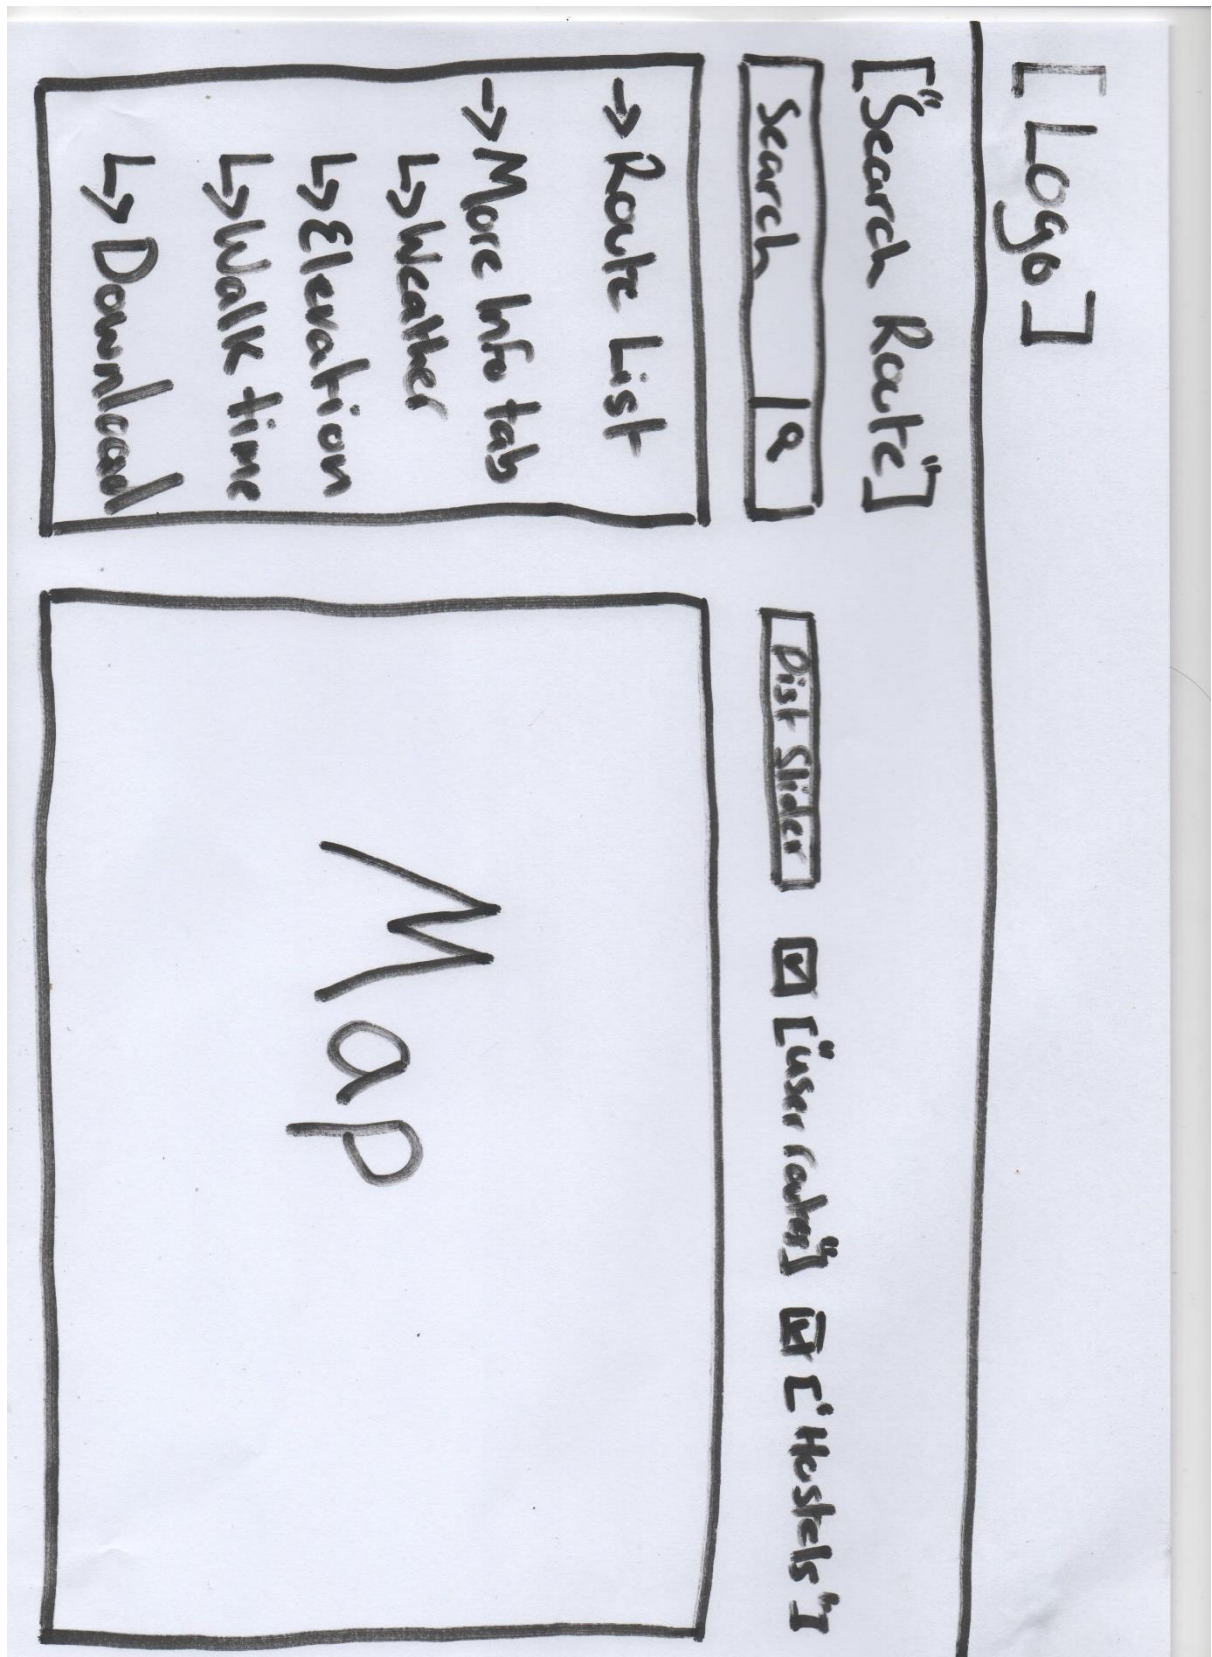 [Logo]
["Search Route"]
Search
Dist Slider
["user routes"]
["Hostels"]
→ Route List
→ More Info tab
↳ Weather
↳ Elevation
↳ Walk time
↳ Download
Map